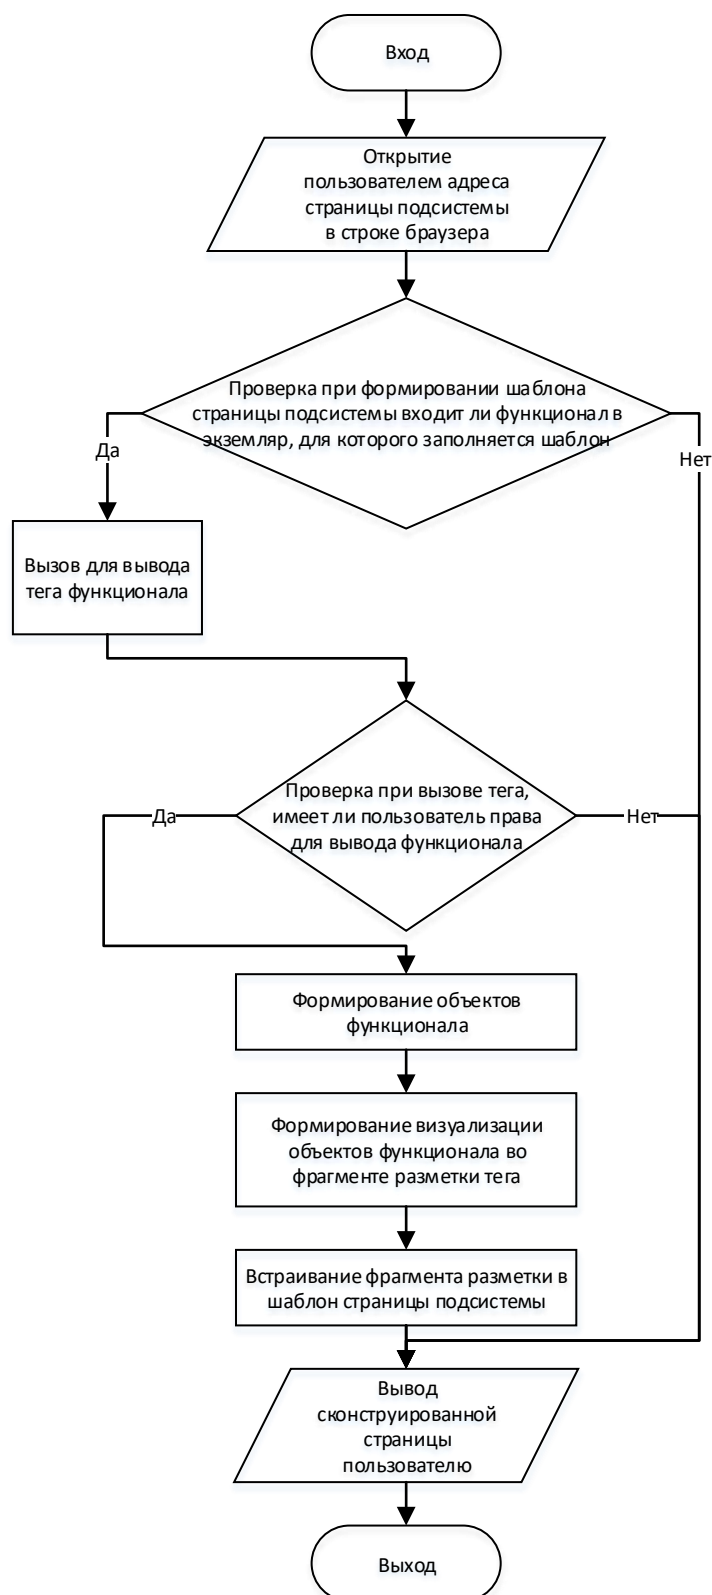 Вход
Открытие
пользователем адреса
страницы подсистемы
в строке браузера
Проверка при формировании шаблона
страницы подсистемы входит ли функционал в
экземляр, для которого заполняется шаблон
Да
Нет
Вызов для вывода
тега функционала
Проверка при вызове тега,
имеет ли пользователь права
для вывода функционала
Да
Нет
Формирование объектов
функционала
Формирование визуализации
объектов функционала во
фрагменте разметки тега
Встраивание фрагмента разметки в
шаблон страницы подсистемы
Вывод
сконструированной
страницы
пользователю
Выход